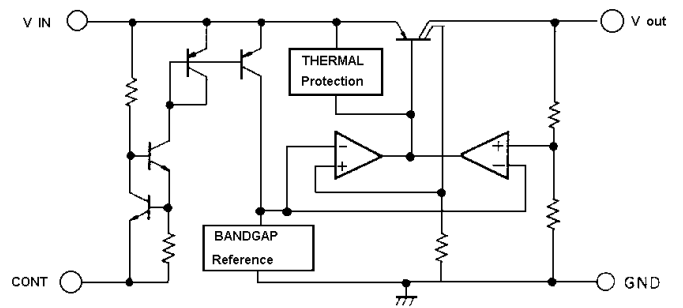 V IN
V out
THERMAL
Protection
−
+
+
−
BANDGAP
Reference
CONT
GND